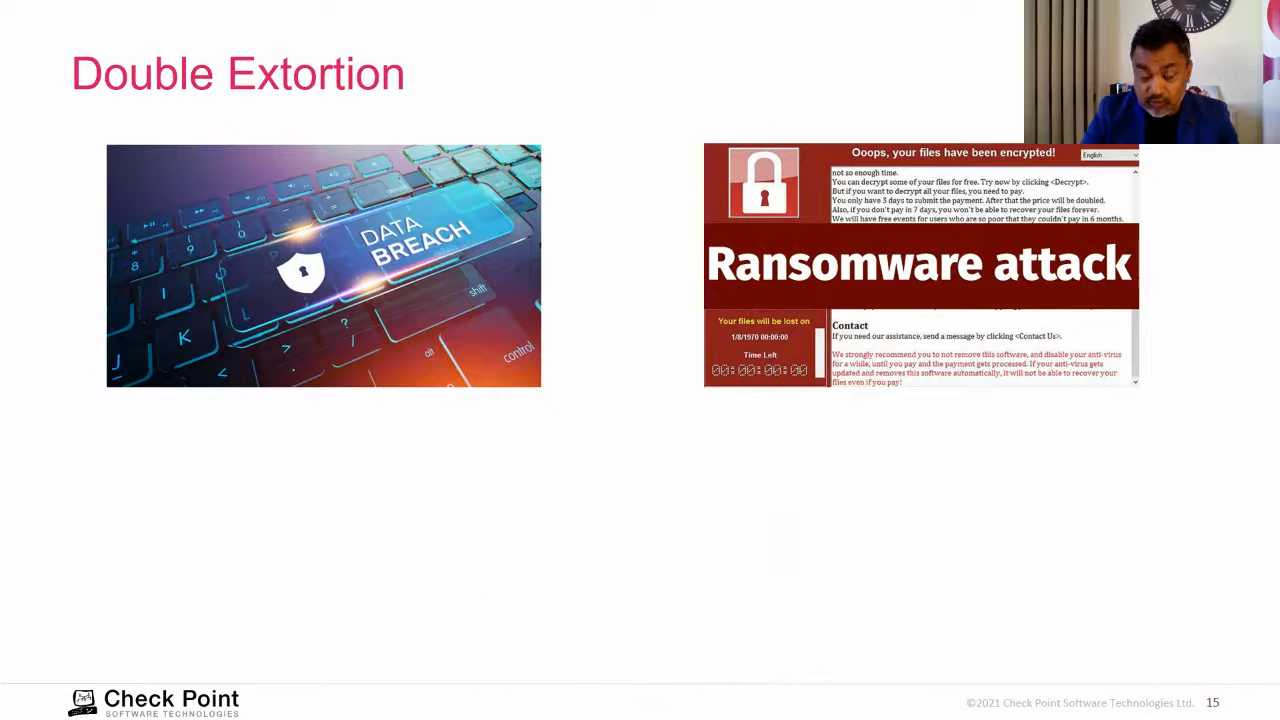 Double Extortion
DATA
BREACH
shift
alt
control
Ooops, your files have been encrypted!
English
not so enough time.
You can decrypt some of your files for free. Try now by clicking <Decrypt>.
But if you want to decrypt all your files, you need to pay.
You only have 3 days to submit the payment. After that the price will be doubled.
Also, if you don't pay in 7 days, you won't be able to recover your files forever.
We will have free events for users who are so poor that they couldn't pay in 6 months.
Ransomware attack
Your files will be lost on
1/8/1970 00:00:00
Time Left
00:00:00:00
Contact
If you need our assistance, send a message by clicking <Contact Us>.
We strongly recommend you to not remove this software, and disable your anti-virus
for a while, until you pay and the payment gets processed. If your anti-virus gets
updated and removes this software automatically, it will not be able to recover your
files even if you pay!
Check Point
SOFTWARE TECHNOLOGIES
©2021 Check Point Software Technologies Ltd. 15